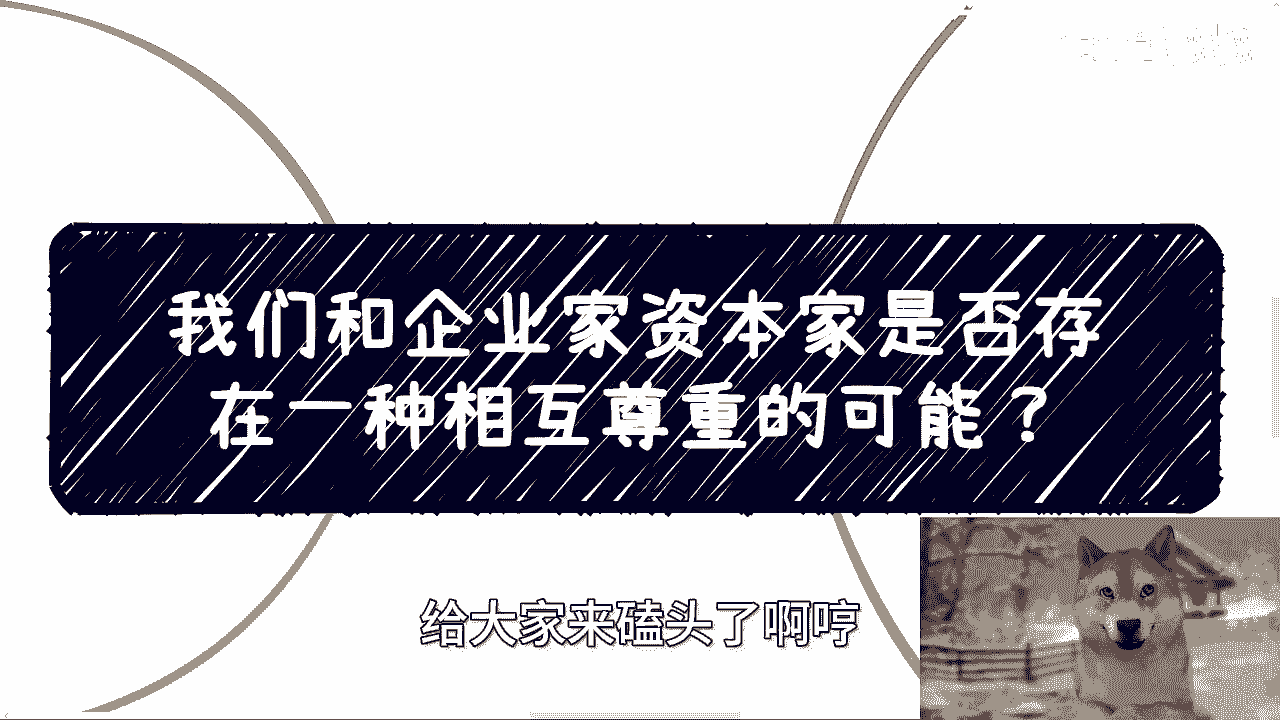 我们和企业家资本家是否存
在一种相互尊重的可能？
给大家来磕头了啊哼